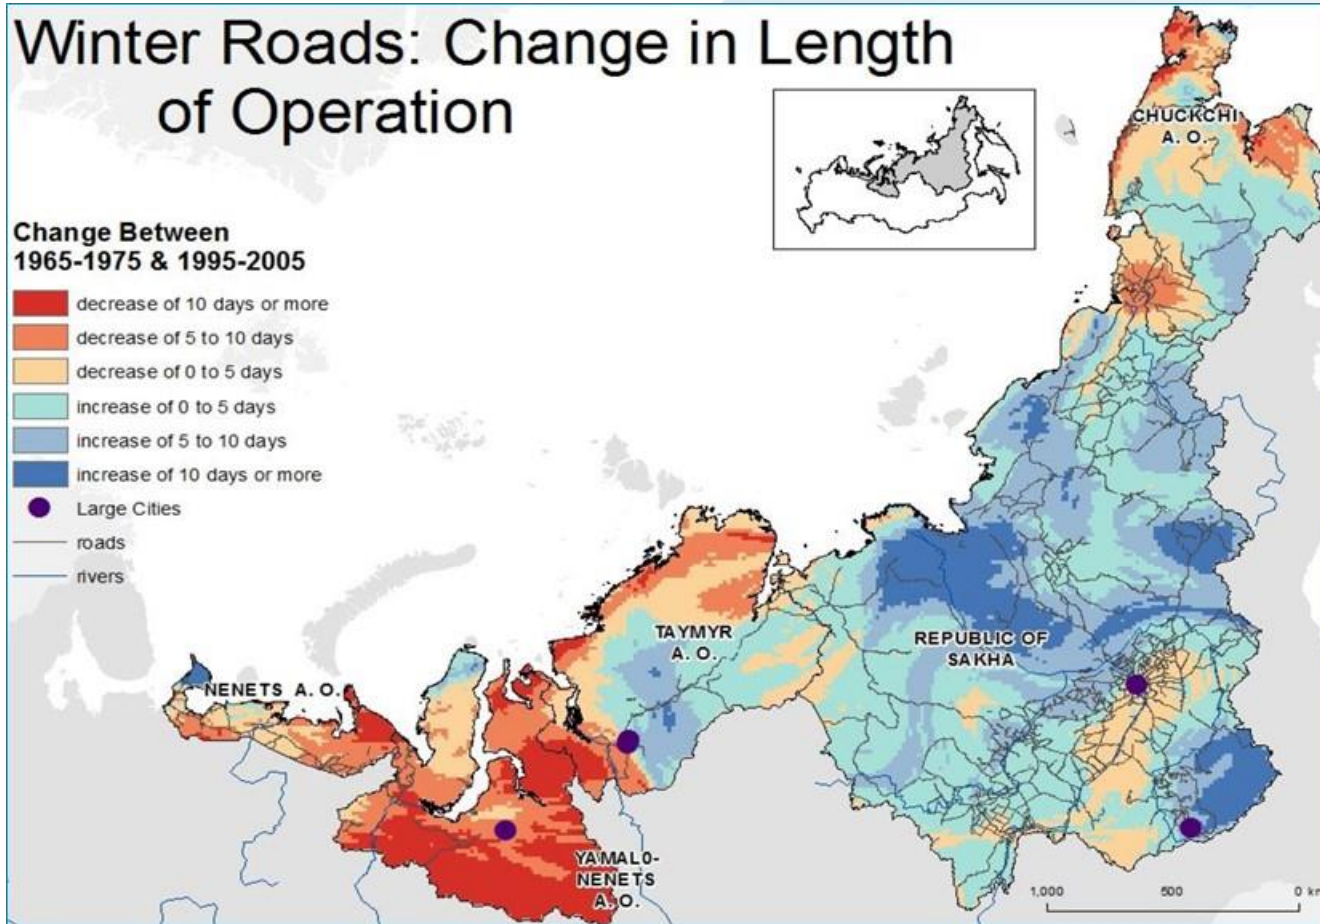 Winter Roads: Change in Length
of Operation
Change Between
1965-1975 & 1995-2005
decrease of 10 days or more
decrease of 5 to 10 days
decrease of 0 to 5 days
increase of 0 to 5 days
increase of 5 to 10 days
increase of 10 days or more
Large Cities
roads
rivers
CHUCKCHI
A. O.
TAYMYR
A. O.
REPUBLIC OF
SAKHA
NENETS A. O.
YAMAL0-
NENETS
A. O.
1,000 500 0 km